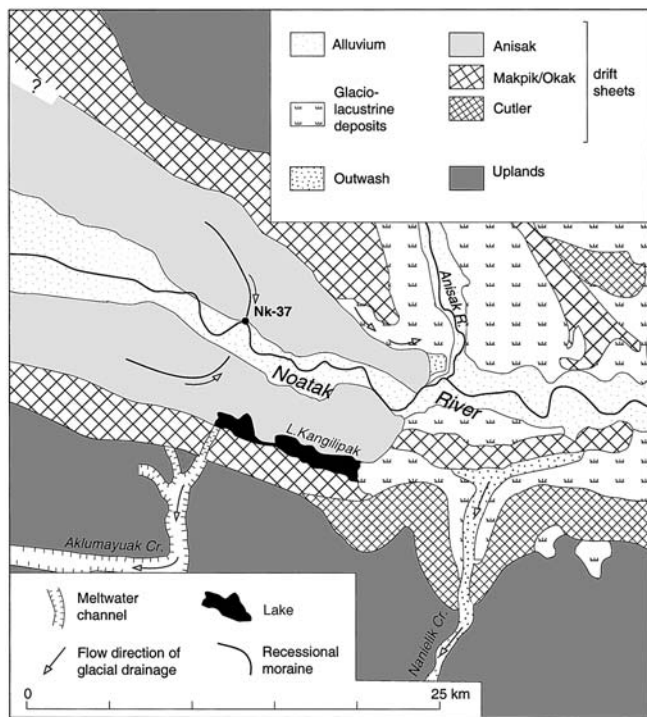 Alluvium
Glacio-
lacustrine
deposits
Outwash
Anisak
Makpik/Okak
Cutler
drift
sheets
Uplands
?
Anisak R.
Nk-37
Noatak
River
L.Kangilipak
Aklumayuak Cr.
Nanielik Cr.
Meltwater
channel
Lake
Flow direction of
glacial drainage
Recessional
moraine
0
25 km